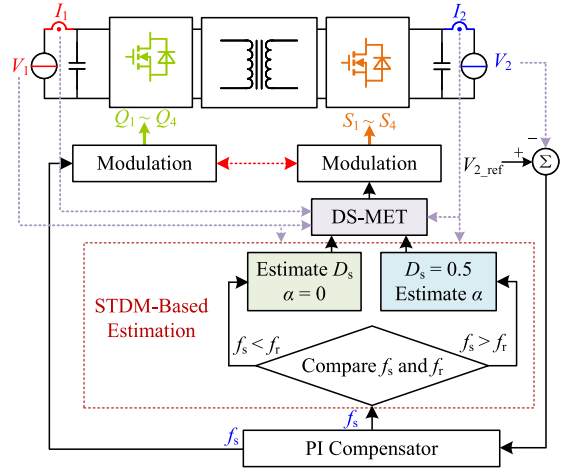 I₁
I₂
V₁
V₂
Q₁ ~ Q₄
S₁ ~ S₄
−
Modulation
Modulation
V₂_ref
+
Σ
DS-MET
Estimate Dₛ
α = 0
Dₛ = 0.5
Estimate α
STDM-Based
Estimation
fₛ < fᵣ
fₛ > fᵣ
Compare fₛ and fᵣ
fₛ
fₛ
PI Compensator